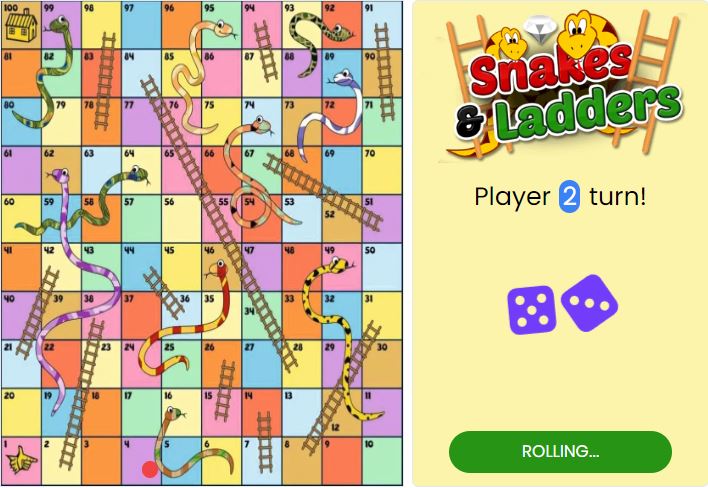 100 99 98 97 96 95 94 93 92 91
81 82 83 84 85 86 87 88 89 90
80 79 78 77 76 75 74 73 72 71
61 62 63 64 65 66 67 68 69 70
60 59 58 57 56 55 54 53 52 51
41 42 43 44 45 46 47 48 49 50
40 39 38 37 36 35 34 33 32 31
21 22 23 24 25 26 27 28 29 30
20 19 18 17 16 15 14 13 12 11
1 2 3 4 5 6 7 8 9 10
Snakes
& Ladders
Player 2 turn!
ROLLING...